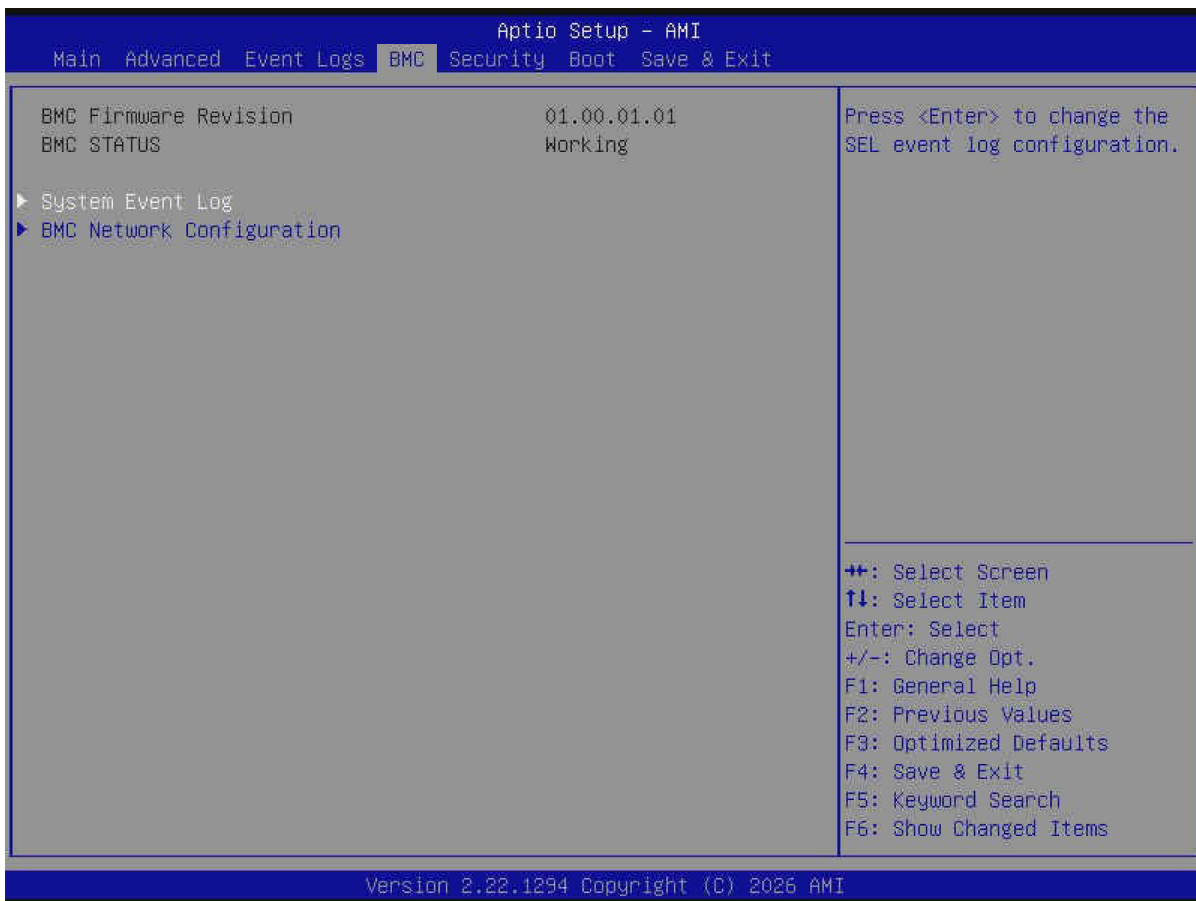 Aptio Setup – AMI
Main Advanced Event Logs BMC Security Boot Save & Exit
BMC Firmware Revision 01.00.01.01
BMC STATUS Working
System Event Log
BMC Network Configuration
Press <Enter> to change the
SEL event log configuration.
→←: Select Screen
↑↓: Select Item
Enter: Select
+/-: Change Opt.
F1: General Help
F2: Previous Values
F3: Optimized Defaults
F4: Save & Exit
F5: Keyword Search
F6: Show Changed Items
Version 2.22.1294 Copyright (C) 2026 AMI